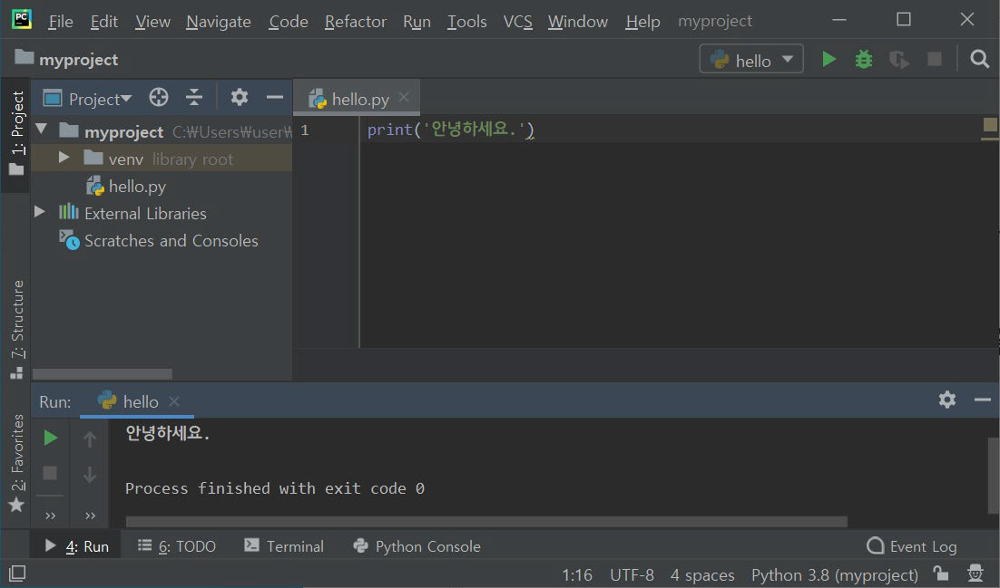 PC File Edit View Navigate Code Refactor Run Tools VCS Window Help myproject
myproject hello
1: Project
Project hello.py
myproject C:₩Users₩user₩
venv library root
hello.py
External Libraries
Scratches and Consoles
1 print('안녕하세요.')
7: Structure
2: Favorites
Run: hello
안녕하세요.
Process finished with exit code 0
4: Run 6: TODO Terminal Python Console Event Log
1:16 UTF-8 4 spaces Python 3.8 (myproject)